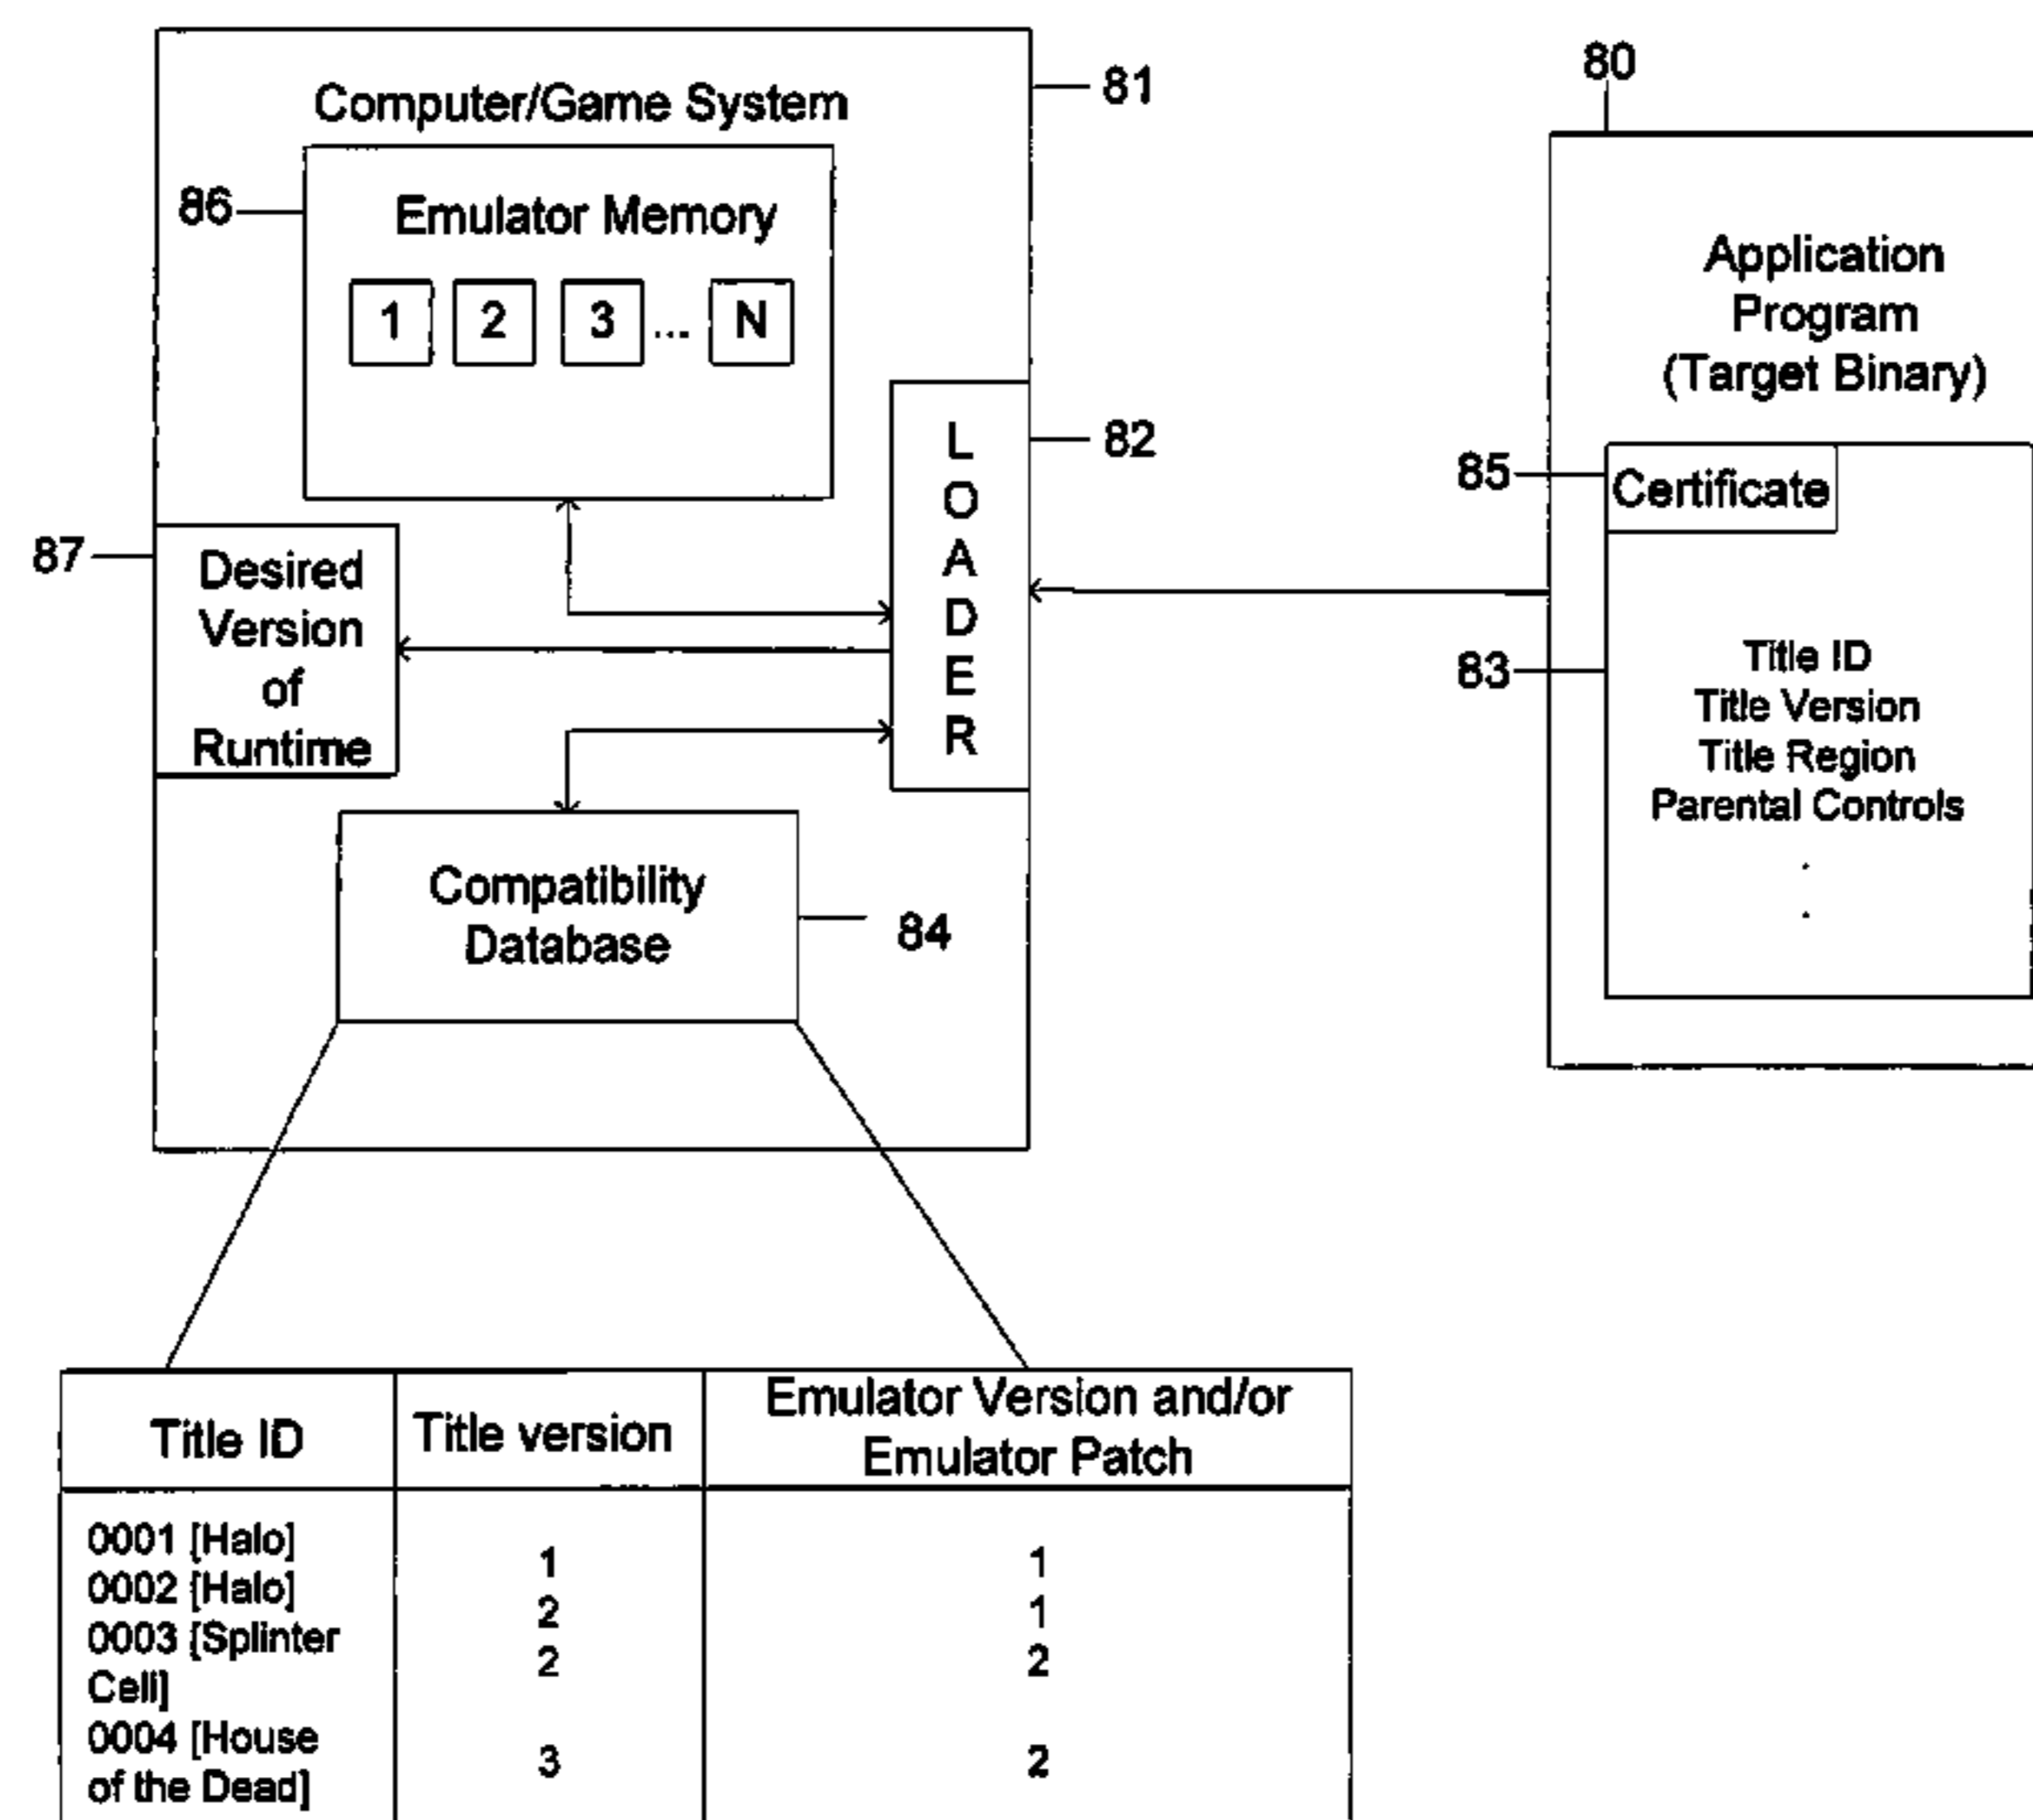 Computer/Game System
81
86
Emulator Memory
1 2 3 ... N
LOADER
82
87
Desired
Version
of
Runtime
Compatibility
Database
84
80
Application
Program
(Target Binary)
85
Certificate
83
Title ID
Title Version
Title Region
Parental Controls
.
.
Title ID Title version Emulator Version and/or
Emulator Patch
0001 [Halo] 1 1
0002 [Halo] 2 1
0003 [Splinter 2 2
Cell]
0004 [House 3 2
of the Dead]